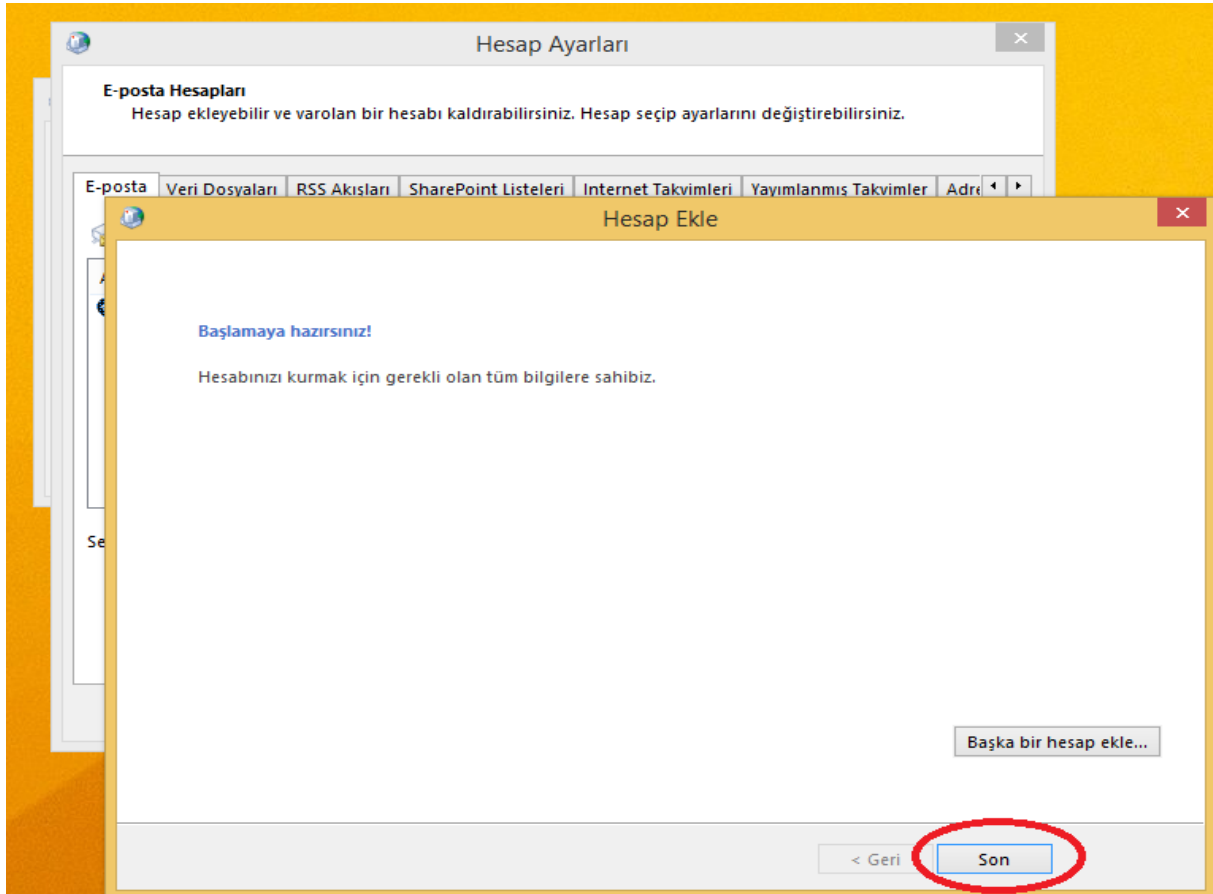 Hesap Ayarları
E-posta Hesapları
Hesap ekleyebilir ve varolan bir hesabı kaldırabilirsiniz. Hesap seçip ayarlarını değiştirebilirsiniz.
E-posta Veri Dosyaları RSS Akışları SharePoint Listeleri Internet Takvimleri Yayımlanmış Takvimler
Hesap Ekle
Başlamaya hazırsınız!
Hesabınızı kurmak için gerekli olan tüm bilgilere sahibiz.
Başka bir hesap ekle...
< Geri Son